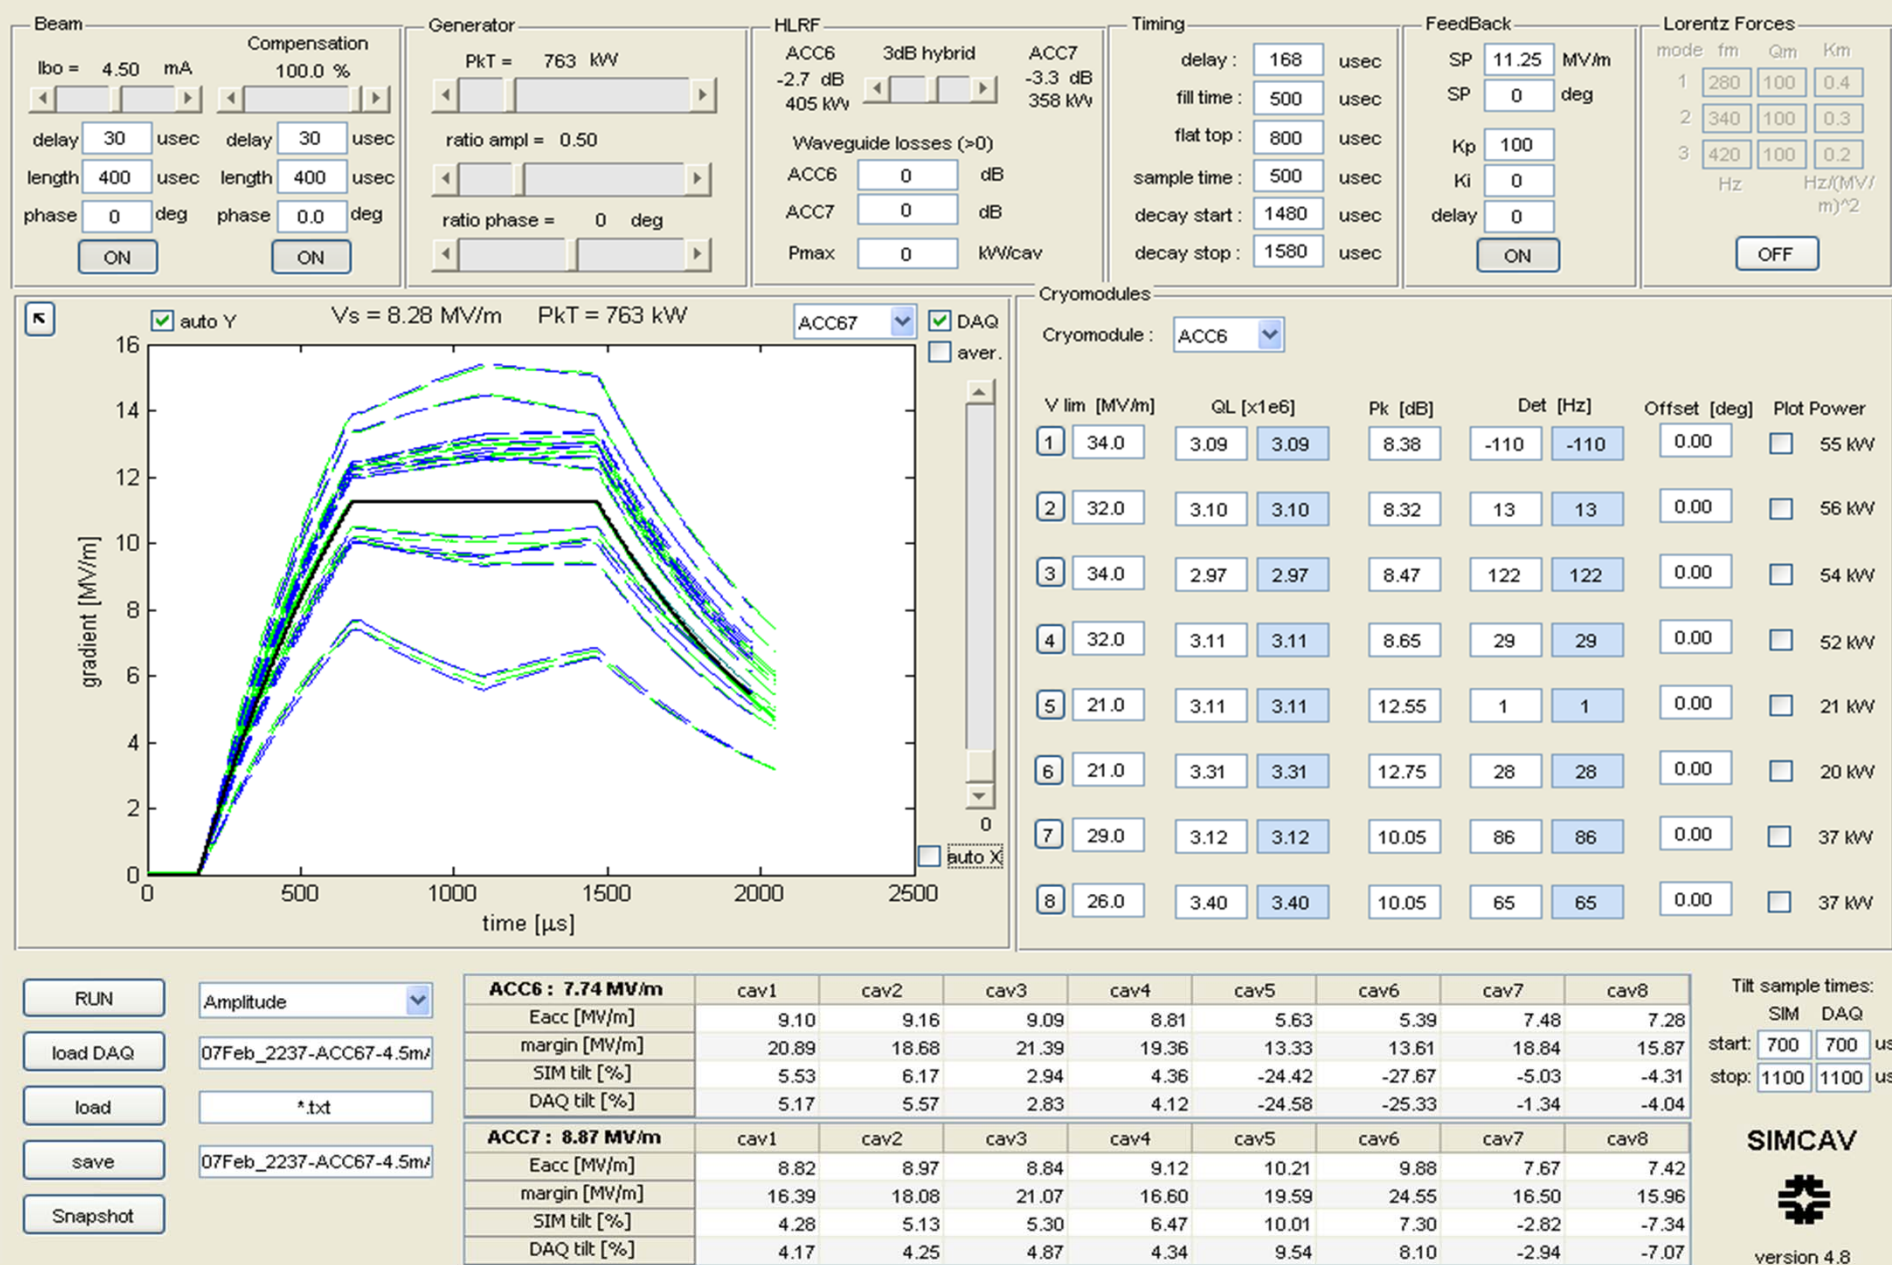 Beam
Compensation
Ibo = 4.50 mA
100.0 %
delay 30 usec delay 30 usec
length 400 usec length 400 usec
phase 0 deg phase 0.0 deg
ON ON
Generator
PkT = 763 kW
ratio ampl = 0.50
ratio phase = 0 deg
HLRF
ACC6 3dB hybrid ACC7
-2.7 dB -3.3 dB
405 kW 358 kW
Waveguide losses (>0)
ACC6 0 dB
ACC7 0 dB
Pmax 0 kW/cav
Timing
delay : 168 usec
fill time : 500 usec
flat top : 800 usec
sample time : 500 usec
decay start : 1480 usec
decay stop : 1580 usec
FeedBack
SP 11.25 MV/m
SP 0 deg
Kp 100
Ki 0
delay 0
ON
Lorentz Forces
mode fm Qm Km
1 280 100 0.4
2 340 100 0.3
3 420 100 0.2
Hz Hz/(MV/
m)^2
OFF
auto Y Vs = 8.28 MV/m PkT = 763 kW ACC67 DAQ
aver.
16
14
12
10
8
6
4
2
0
gradient [MV/m]
0 500 1000 1500 2000 2500
time [µs]
0
auto X
Cryomodules
Cryomodule : ACC6
V lim [MV/m] QL [x1e6] Pk [dB] Det [Hz] Offset [deg] Plot Power
1 34.0 3.09 3.09 8.38 -110 -110 0.00 55 kW
2 32.0 3.10 3.10 8.32 13 13 0.00 56 kW
3 34.0 2.97 2.97 8.47 122 122 0.00 54 kW
4 32.0 3.11 3.11 8.65 29 29 0.00 52 kW
5 21.0 3.11 3.11 12.55 1 1 0.00 21 kW
6 21.0 3.31 3.31 12.75 28 28 0.00 20 kW
7 29.0 3.12 3.12 10.05 86 86 0.00 37 kW
8 26.0 3.40 3.40 10.05 65 65 0.00 37 kW
RUN Amplitude
load DAQ 07Feb_2237-ACC67-4.5m
load *.txt
save 07Feb_2237-ACC67-4.5m
Snapshot
ACC6 : 7.74 MV/m cav1 cav2 cav3 cav4 cav5 cav6 cav7 cav8
Eacc [MV/m] 9.10 9.16 9.09 8.81 5.63 5.39 7.48 7.28
margin [MV/m] 20.89 18.68 21.39 19.36 13.33 13.61 18.84 15.87
SIM tilt [%] 5.53 6.17 2.94 4.36 -24.42 -27.67 -5.03 -4.31
DAQ tilt [%] 5.17 5.57 2.83 4.12 -24.58 -25.33 -1.34 -4.04
ACC7 : 8.87 MV/m cav1 cav2 cav3 cav4 cav5 cav6 cav7 cav8
Eacc [MV/m] 8.82 8.97 8.84 9.12 10.21 9.88 7.67 7.42
margin [MV/m] 16.39 18.08 21.07 16.60 19.59 24.55 16.50 15.96
SIM tilt [%] 4.28 5.13 5.30 6.47 10.01 7.30 -2.82 -7.34
DAQ tilt [%] 4.17 4.25 4.87 4.34 9.54 8.10 -2.94 -7.07
Tilt sample times:
SIM DAQ
start: 700 700 us
stop: 1100 1100 us
SIMCAV
version 4.8